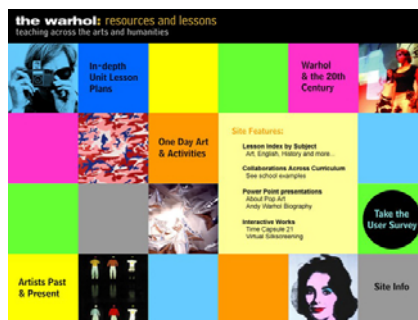 the warhol: resources and lessons
teaching across the arts and humanities
In-depth
Unit Lesson
Plans
Warhol
& the 20th
Century
One Day Art
& Activities
Site Features:
Lesson Index by Subject
Art, English, History and more...
Collaborations Across Curriculum
See school examples
Power Point presentations
About Pop Art
Andy Warhol Biography
Interactive Works
Time Capsule 21
Virtual Silkscreening
Take the
User Survey
Artists Past
& Present
Site Info